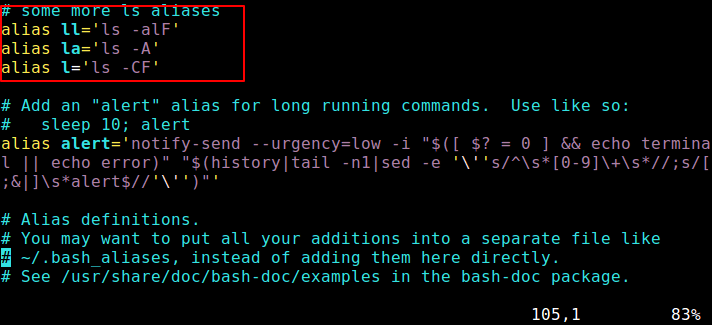 # some more ls aliases
alias ll='ls -alF'
alias la='ls -A'
alias l='ls -CF'
# Add an "alert" alias for long running commands.  Use like so:
#   sleep 10; alert
alias alert='notify-send --urgency=low -i "$([ $? = 0 ] && echo termina
l || echo error)" "$(history|tail -n1|sed -e '\''s/^\s*[0-9]\+\s*//;s/[
;&|]\s*alert$//'\'')"'
# Alias definitions.
# You may want to put all your additions into a separate file like
# ~/.bash_aliases, instead of adding them here directly.
# See /usr/share/doc/bash-doc/examples in the bash-doc package.
105,1 83%